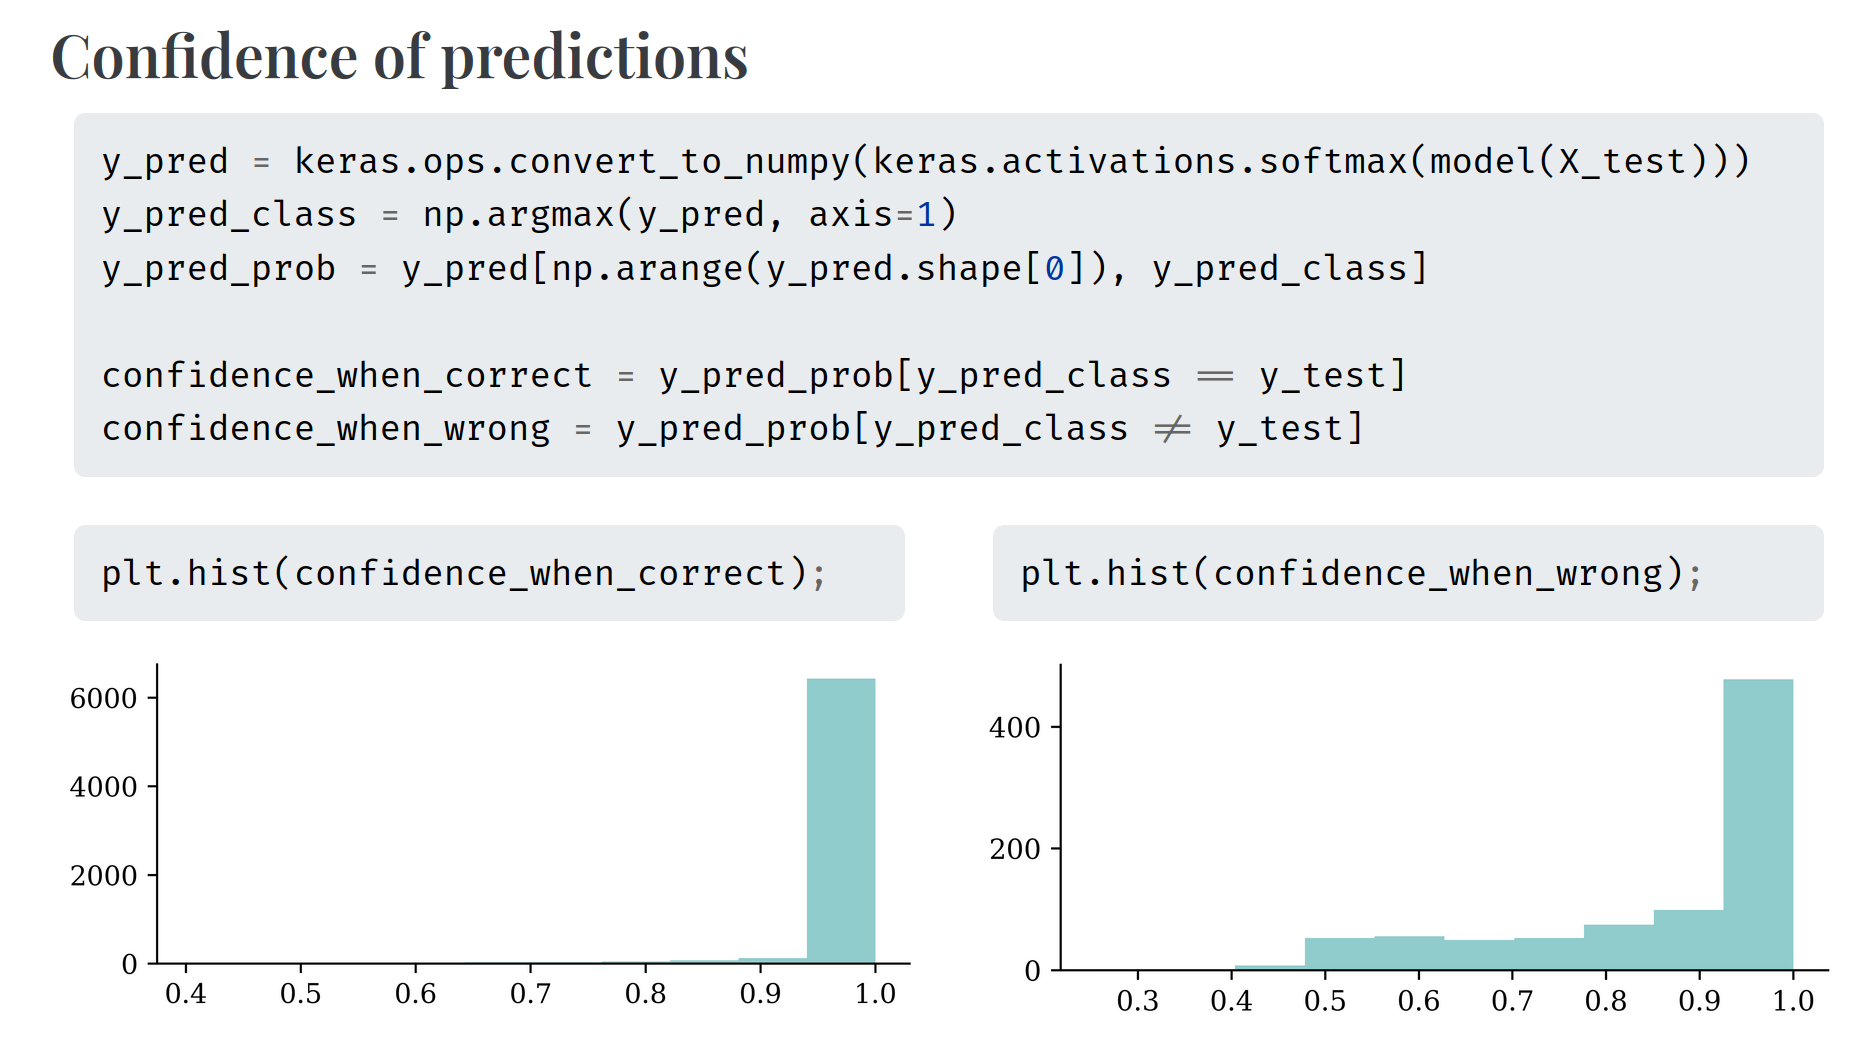 Confidence of predictions
y_pred = keras.ops.convert_to_numpy(keras.activations.softmax(model(X_test)))
y_pred_class = np.argmax(y_pred, axis=1)
y_pred_prob = y_pred[np.arange(y_pred.shape[0]), y_pred_class]
confidence_when_correct = y_pred_prob[y_pred_class == y_test]
confidence_when_wrong = y_pred_prob[y_pred_class != y_test]
plt.hist(confidence_when_correct);
6000
4000
2000
0
0.4 0.5 0.6 0.7 0.8 0.9 1.0
plt.hist(confidence_when_wrong);
400
200
0
0.3 0.4 0.5 0.6 0.7 0.8 0.9 1.0